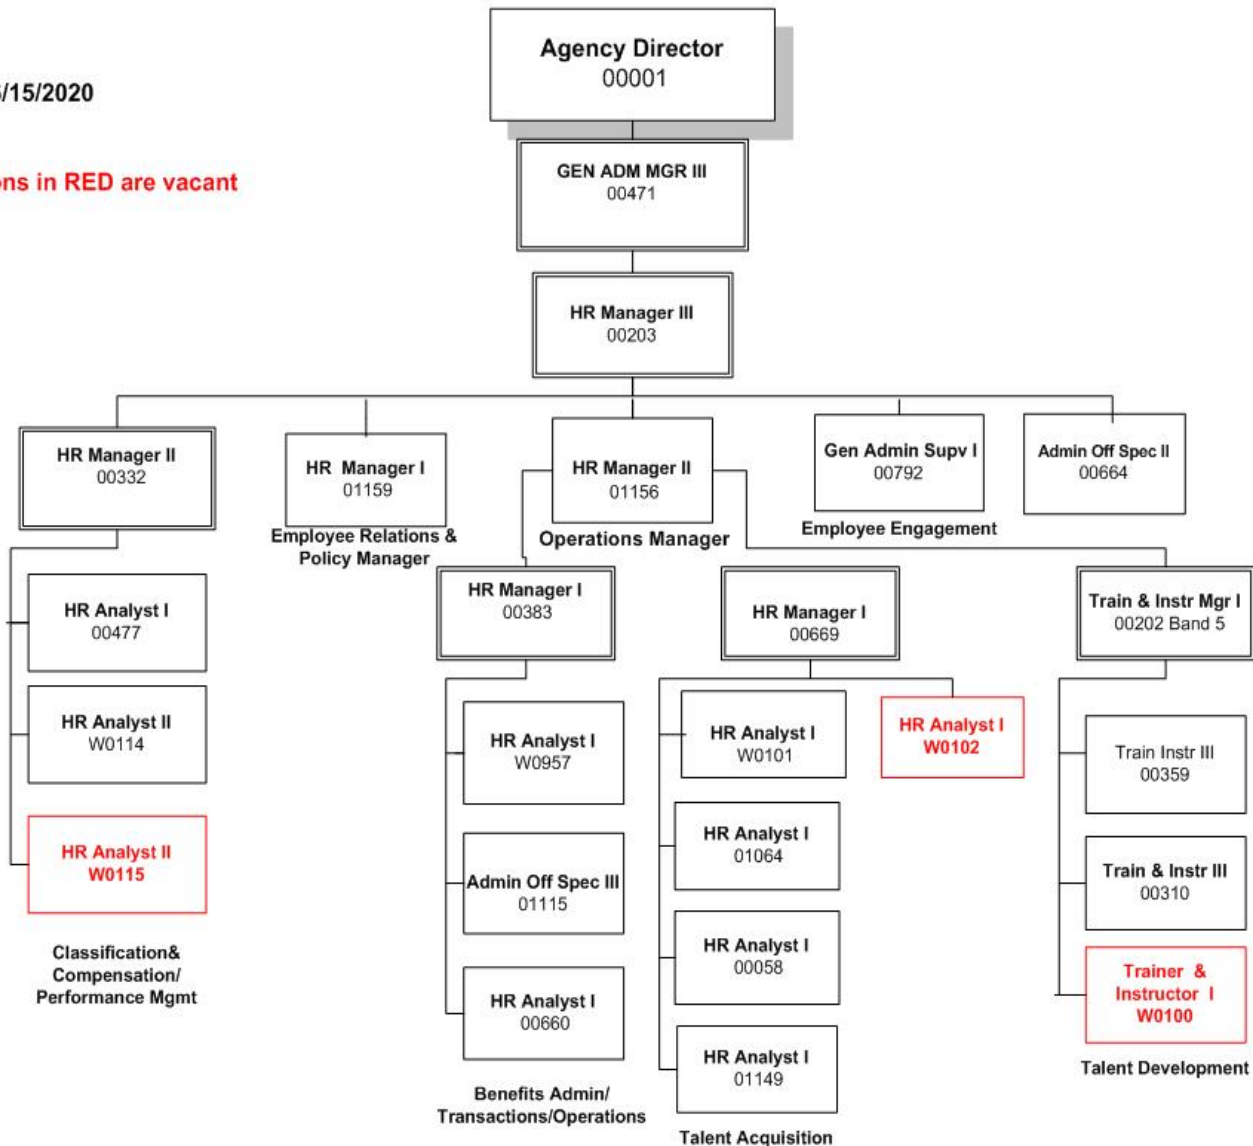 Agency Director
00001
/15/2020
ons in RED are vacant
GEN ADM MGR III
00471
HR Manager III
00203
HR Manager II
00332
HR Manager I
01159
Employee Relations &
Policy Manager
HR Manager II
01156
Operations Manager
Gen Admin Supv I
00792
Employee Engagement
Admin Off Spec II
00664
HR Analyst I
00477
HR Analyst II
W0114
HR Analyst II
W0115
Classification&
Compensation/
Performance Mgmt
HR Manager I
00383
HR Analyst I
W0957
Admin Off Spec III
01115
HR Analyst I
00660
Benefits Admin/
Transactions/Operations
HR Manager I
00669
HR Analyst I
W0101
HR Analyst I
W0102
HR Analyst I
01064
HR Analyst I
00058
HR Analyst I
01149
Talent Acquisition
Train & Instr Mgr I
00202 Band 5
Train Instr III
00359
Train & Instr III
00310
Trainer &
Instructor I
W0100
Talent Development